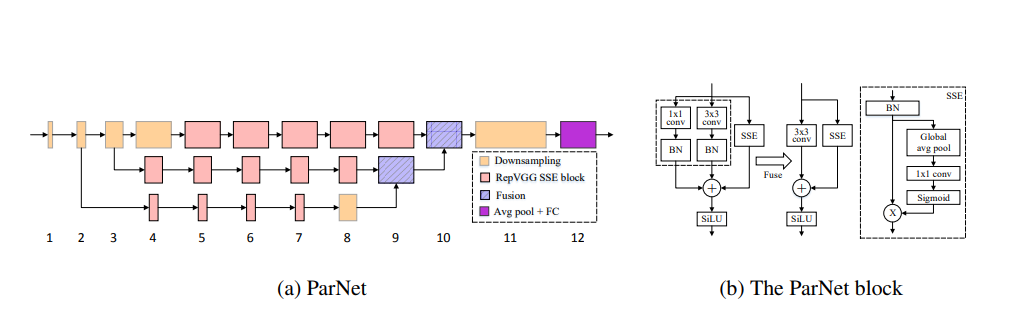 Downsampling
RepVGG SSE block
Fusion
Avg pool + FC
1 2 3 4 5 6 7 8 9 10 11 12
(a) ParNet
1x1
conv
3x3
conv
BN
BN
SSE
+
SiLU
Fuse
3x3
conv
SSE
+
SiLU
SSE
BN
Global
avg pool
1x1 conv
Sigmoid
X
(b) The ParNet block